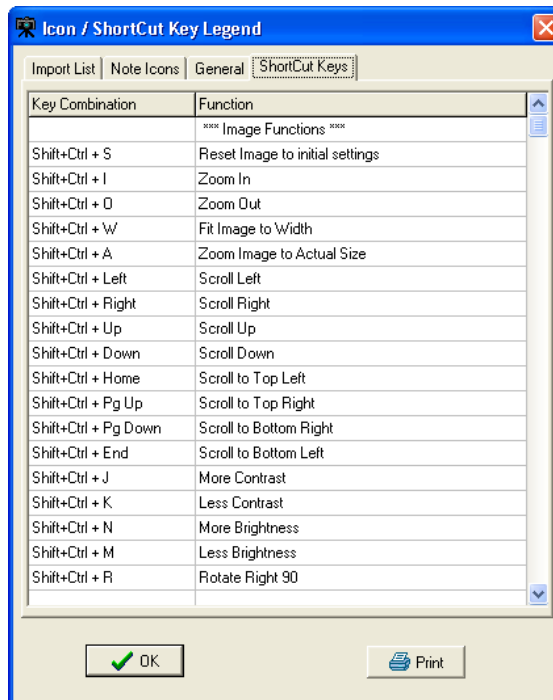 Icon / ShortCut Key Legend
Import List Note Icons General ShortCut Keys
Key Combination Function
*** Image Functions ***
Shift+Ctrl + S Reset Image to initial settings
Shift+Ctrl + I Zoom In
Shift+Ctrl + O Zoom Out
Shift+Ctrl + W Fit Image to Width
Shift+Ctrl + A Zoom Image to Actual Size
Shift+Ctrl + Left Scroll Left
Shift+Ctrl + Right Scroll Right
Shift+Ctrl + Up Scroll Up
Shift+Ctrl + Down Scroll Down
Shift+Ctrl + Home Scroll to Top Left
Shift+Ctrl + Pg Up Scroll to Top Right
Shift+Ctrl + Pg Down Scroll to Bottom Right
Shift+Ctrl + End Scroll to Bottom Left
Shift+Ctrl + J More Contrast
Shift+Ctrl + K Less Contrast
Shift+Ctrl + N More Brightness
Shift+Ctrl + M Less Brightness
Shift+Ctrl + R Rotate Right 90
OK Print